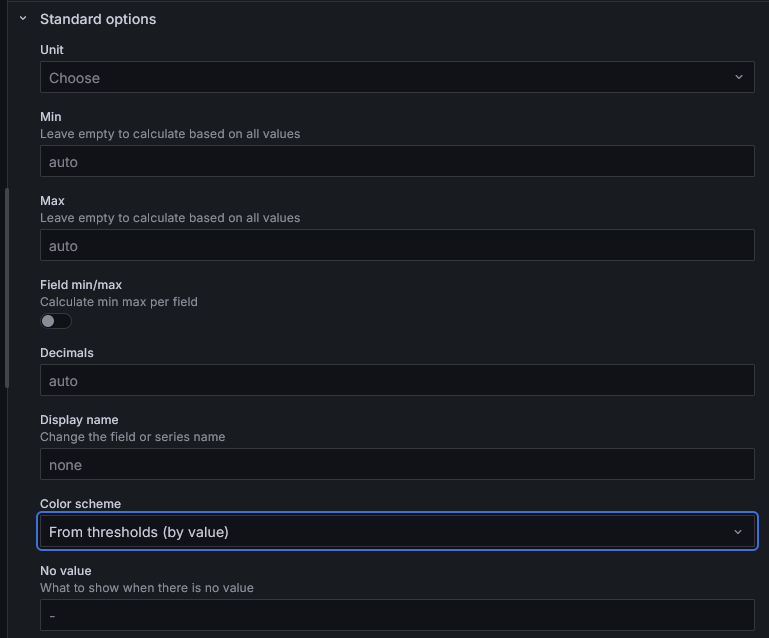 Standard options
Unit
Choose
Min
Leave empty to calculate based on all values
auto
Max
Leave empty to calculate based on all values
auto
Field min/max
Calculate min max per field
Decimals
auto
Display name
Change the field or series name
none
Color scheme
From thresholds (by value)
No value
What to show when there is no value
-